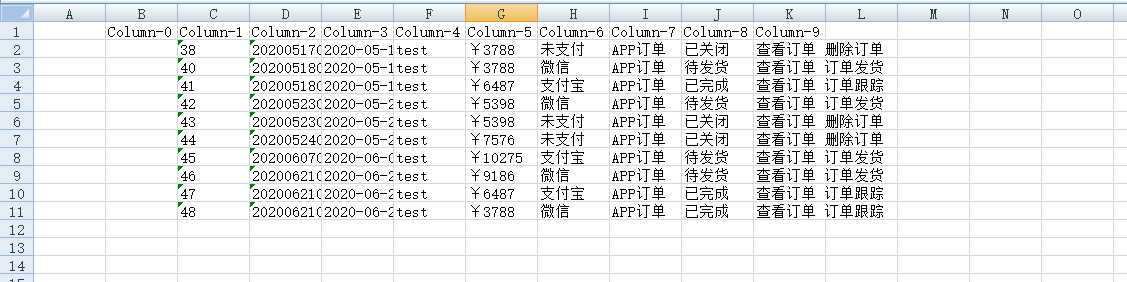 A B C D E F G H I J K L M N O
1 Column-0 Column-1 Column-2 Column-3 Column-4 Column-5 Column-6 Column-7 Column-8 Column-9
2 38 202005170 2020-05-1 test ￥3788 未支付 APP订单 已关闭 查看订单 删除订单
3 40 202005180 2020-05-1 test ￥3788 微信 APP订单 待发货 查看订单 订单发货
4 41 202005180 2020-05-1 test ￥6487 支付宝 APP订单 已完成 查看订单 订单跟踪
5 42 202005230 2020-05-2 test ￥5398 微信 APP订单 待发货 查看订单 订单发货
6 43 202005230 2020-05-2 test ￥5398 未支付 APP订单 已关闭 查看订单 删除订单
7 44 202005240 2020-05-2 test ￥7576 未支付 APP订单 已关闭 查看订单 删除订单
8 45 202006070 2020-06-0 test ￥10275 支付宝 APP订单 待发货 查看订单 订单发货
9 46 202006210 2020-06-2 test ￥9186 微信 APP订单 待发货 查看订单 订单发货
10 47 202006210 2020-06-2 test ￥6487 支付宝 APP订单 已完成 查看订单 订单跟踪
11 48 202006210 2020-06-2 test ￥3788 微信 APP订单 已完成 查看订单 订单跟踪
12
13
14